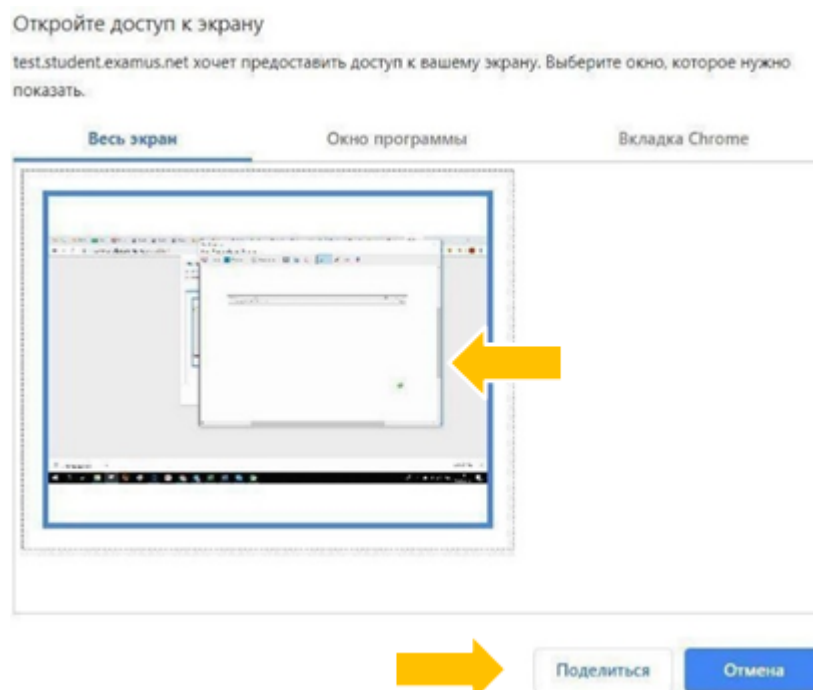 Откройте доступ к экрану
test.student.examus.net хочет предоставить доступ к вашему экрану. Выберите окно, которое нужно
показать.
Весь экран Окно программы Вкладка Chrome
Поделиться Отмена